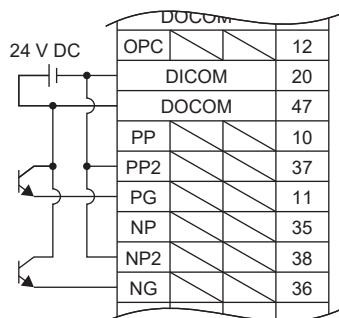 DOCOM
OPC 12
24 V DC
DICOM 20
DOCOM 47
PP 10
PP2 37
PG 11
NP 35
NP2 38
NG 36